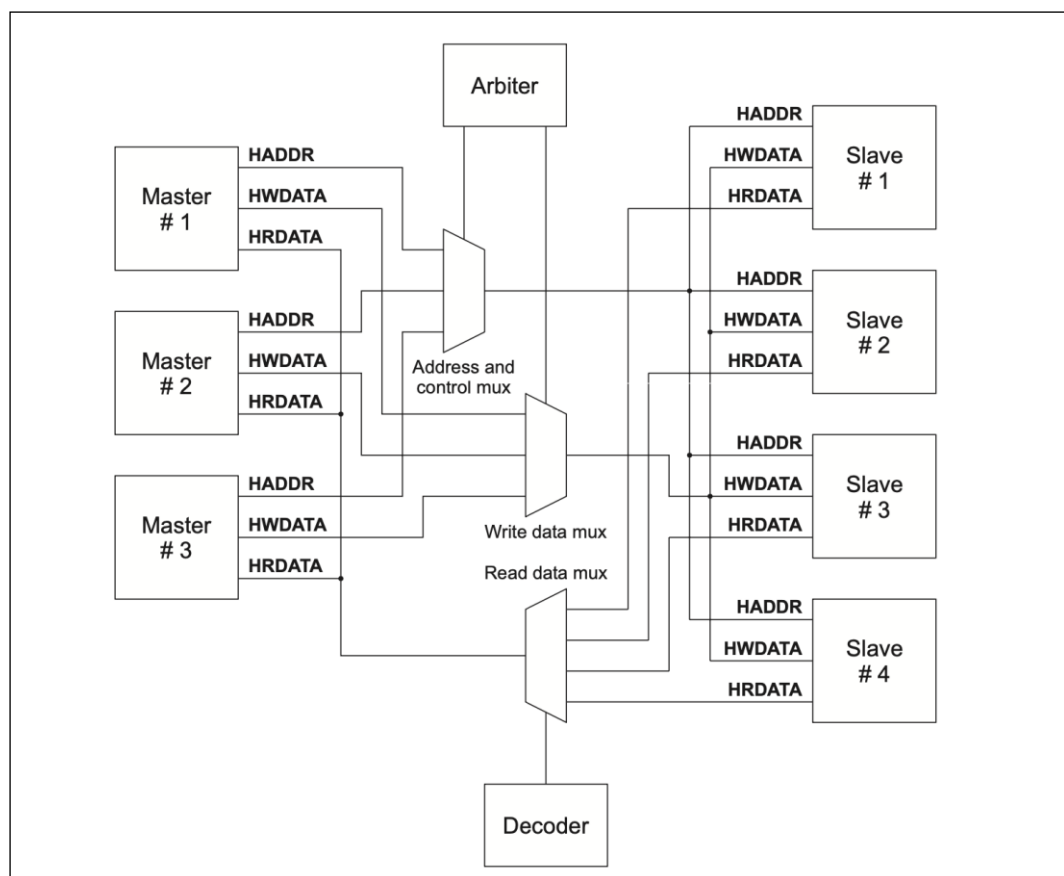 Arbiter
HADDR
HWDATA
HRDATA
Master
# 1
HADDR
HWDATA
HRDATA
Slave
# 1
HADDR
HWDATA
HRDATA
Master
# 2
Address and
control mux
HADDR
HWDATA
HRDATA
Slave
# 2
HADDR
HWDATA
HRDATA
Master
# 3
Write data mux
Read data mux
HADDR
HWDATA
HRDATA
Slave
# 3
HADDR
HWDATA
HRDATA
Slave
# 4
Decoder